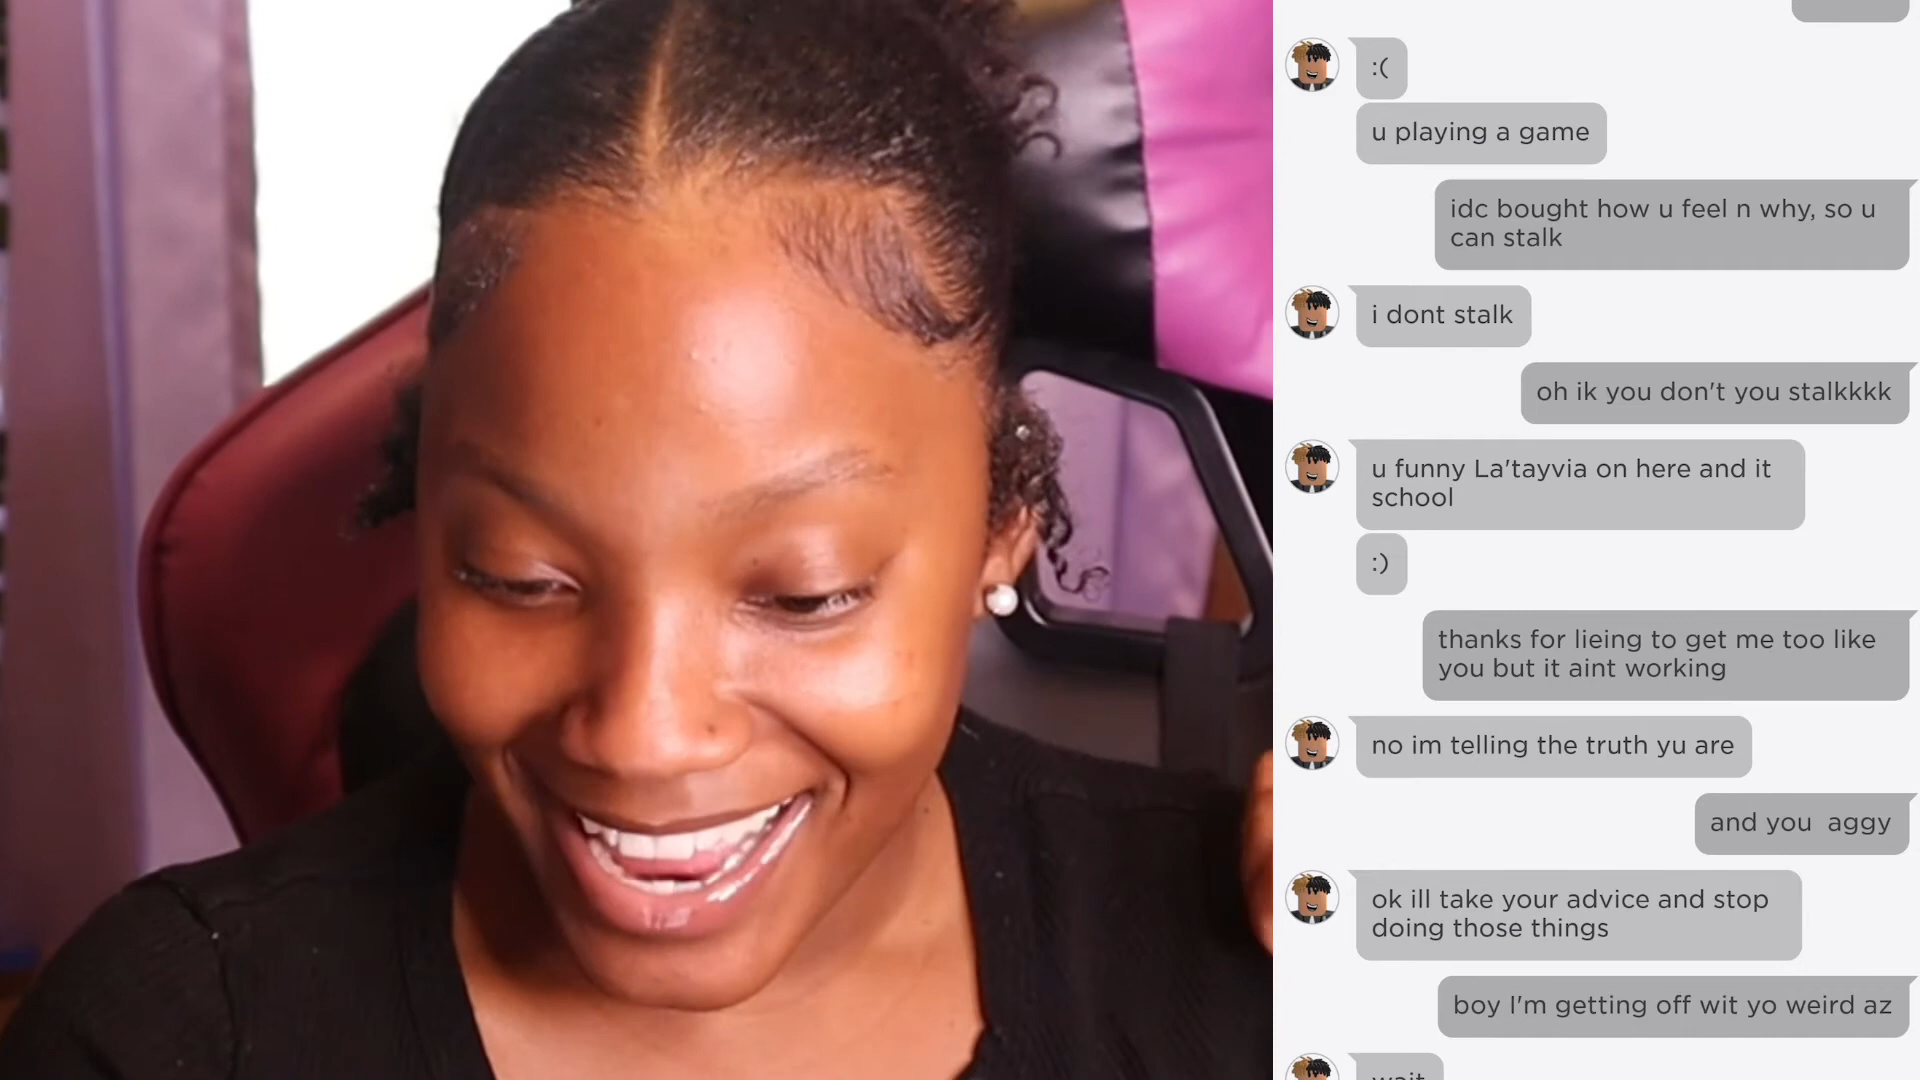 :(
u playing a game
idc bought how u feel n why, so u
can stalk
i dont stalk
oh ik you don't you stalkkkk
u funny La'tayvia on here and it
school
:)
thanks for lieing to get me too like
you but it aint working
no im telling the truth yu are
and you  aggy
ok ill take your advice and stop
doing those things
boy I'm getting off wit yo weird az
wait